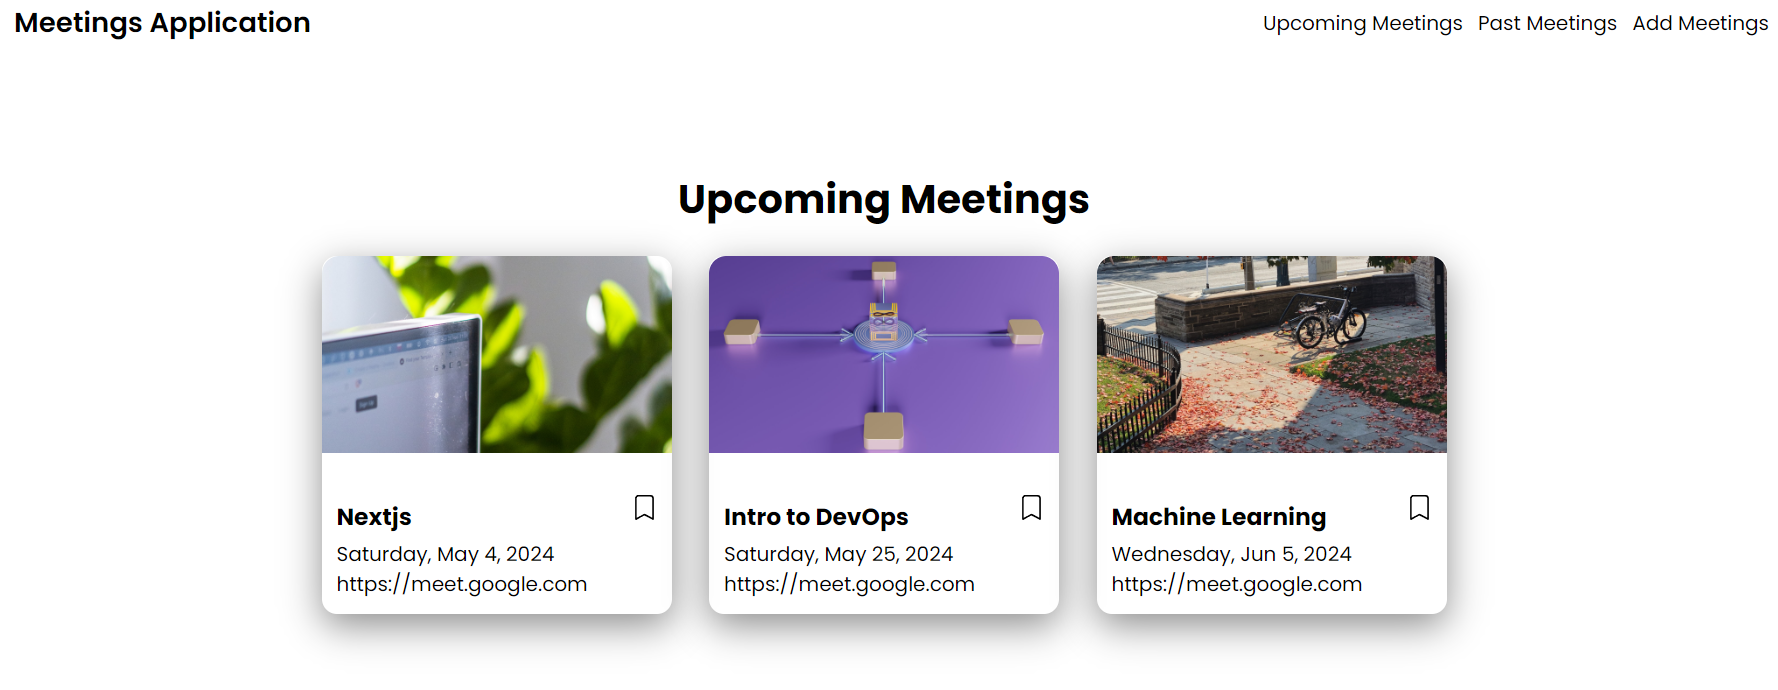 Meetings Application
Upcoming Meetings Past Meetings Add Meetings
Upcoming Meetings
Nextjs
Saturday, May 4, 2024
https://meet.google.com
Intro to DevOps
Saturday, May 25, 2024
https://meet.google.com
Machine Learning
Wednesday, Jun 5, 2024
https://meet.google.com